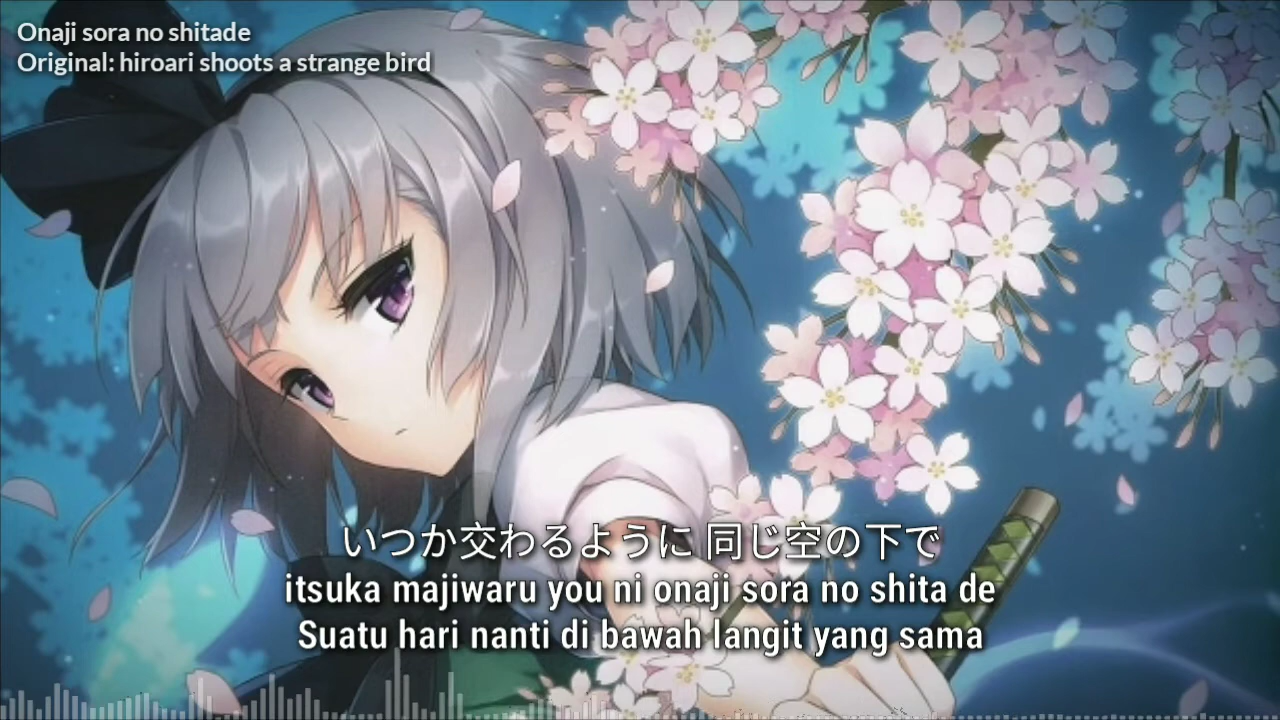 Onaji sora no shitade
Original: hiroari shoots a strange bird
いつか交わるように 同じ空の下で
itsuka majiwaru you ni onaji sora no shita de
Suatu hari nanti di bawah langit yang sama